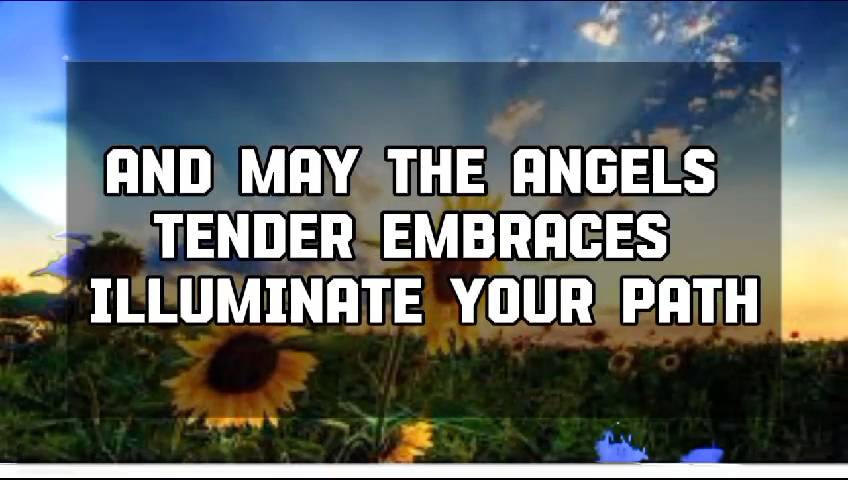 AND MAY THE ANGELS
TENDER EMBRACES
ILLUMINATE YOUR PATH